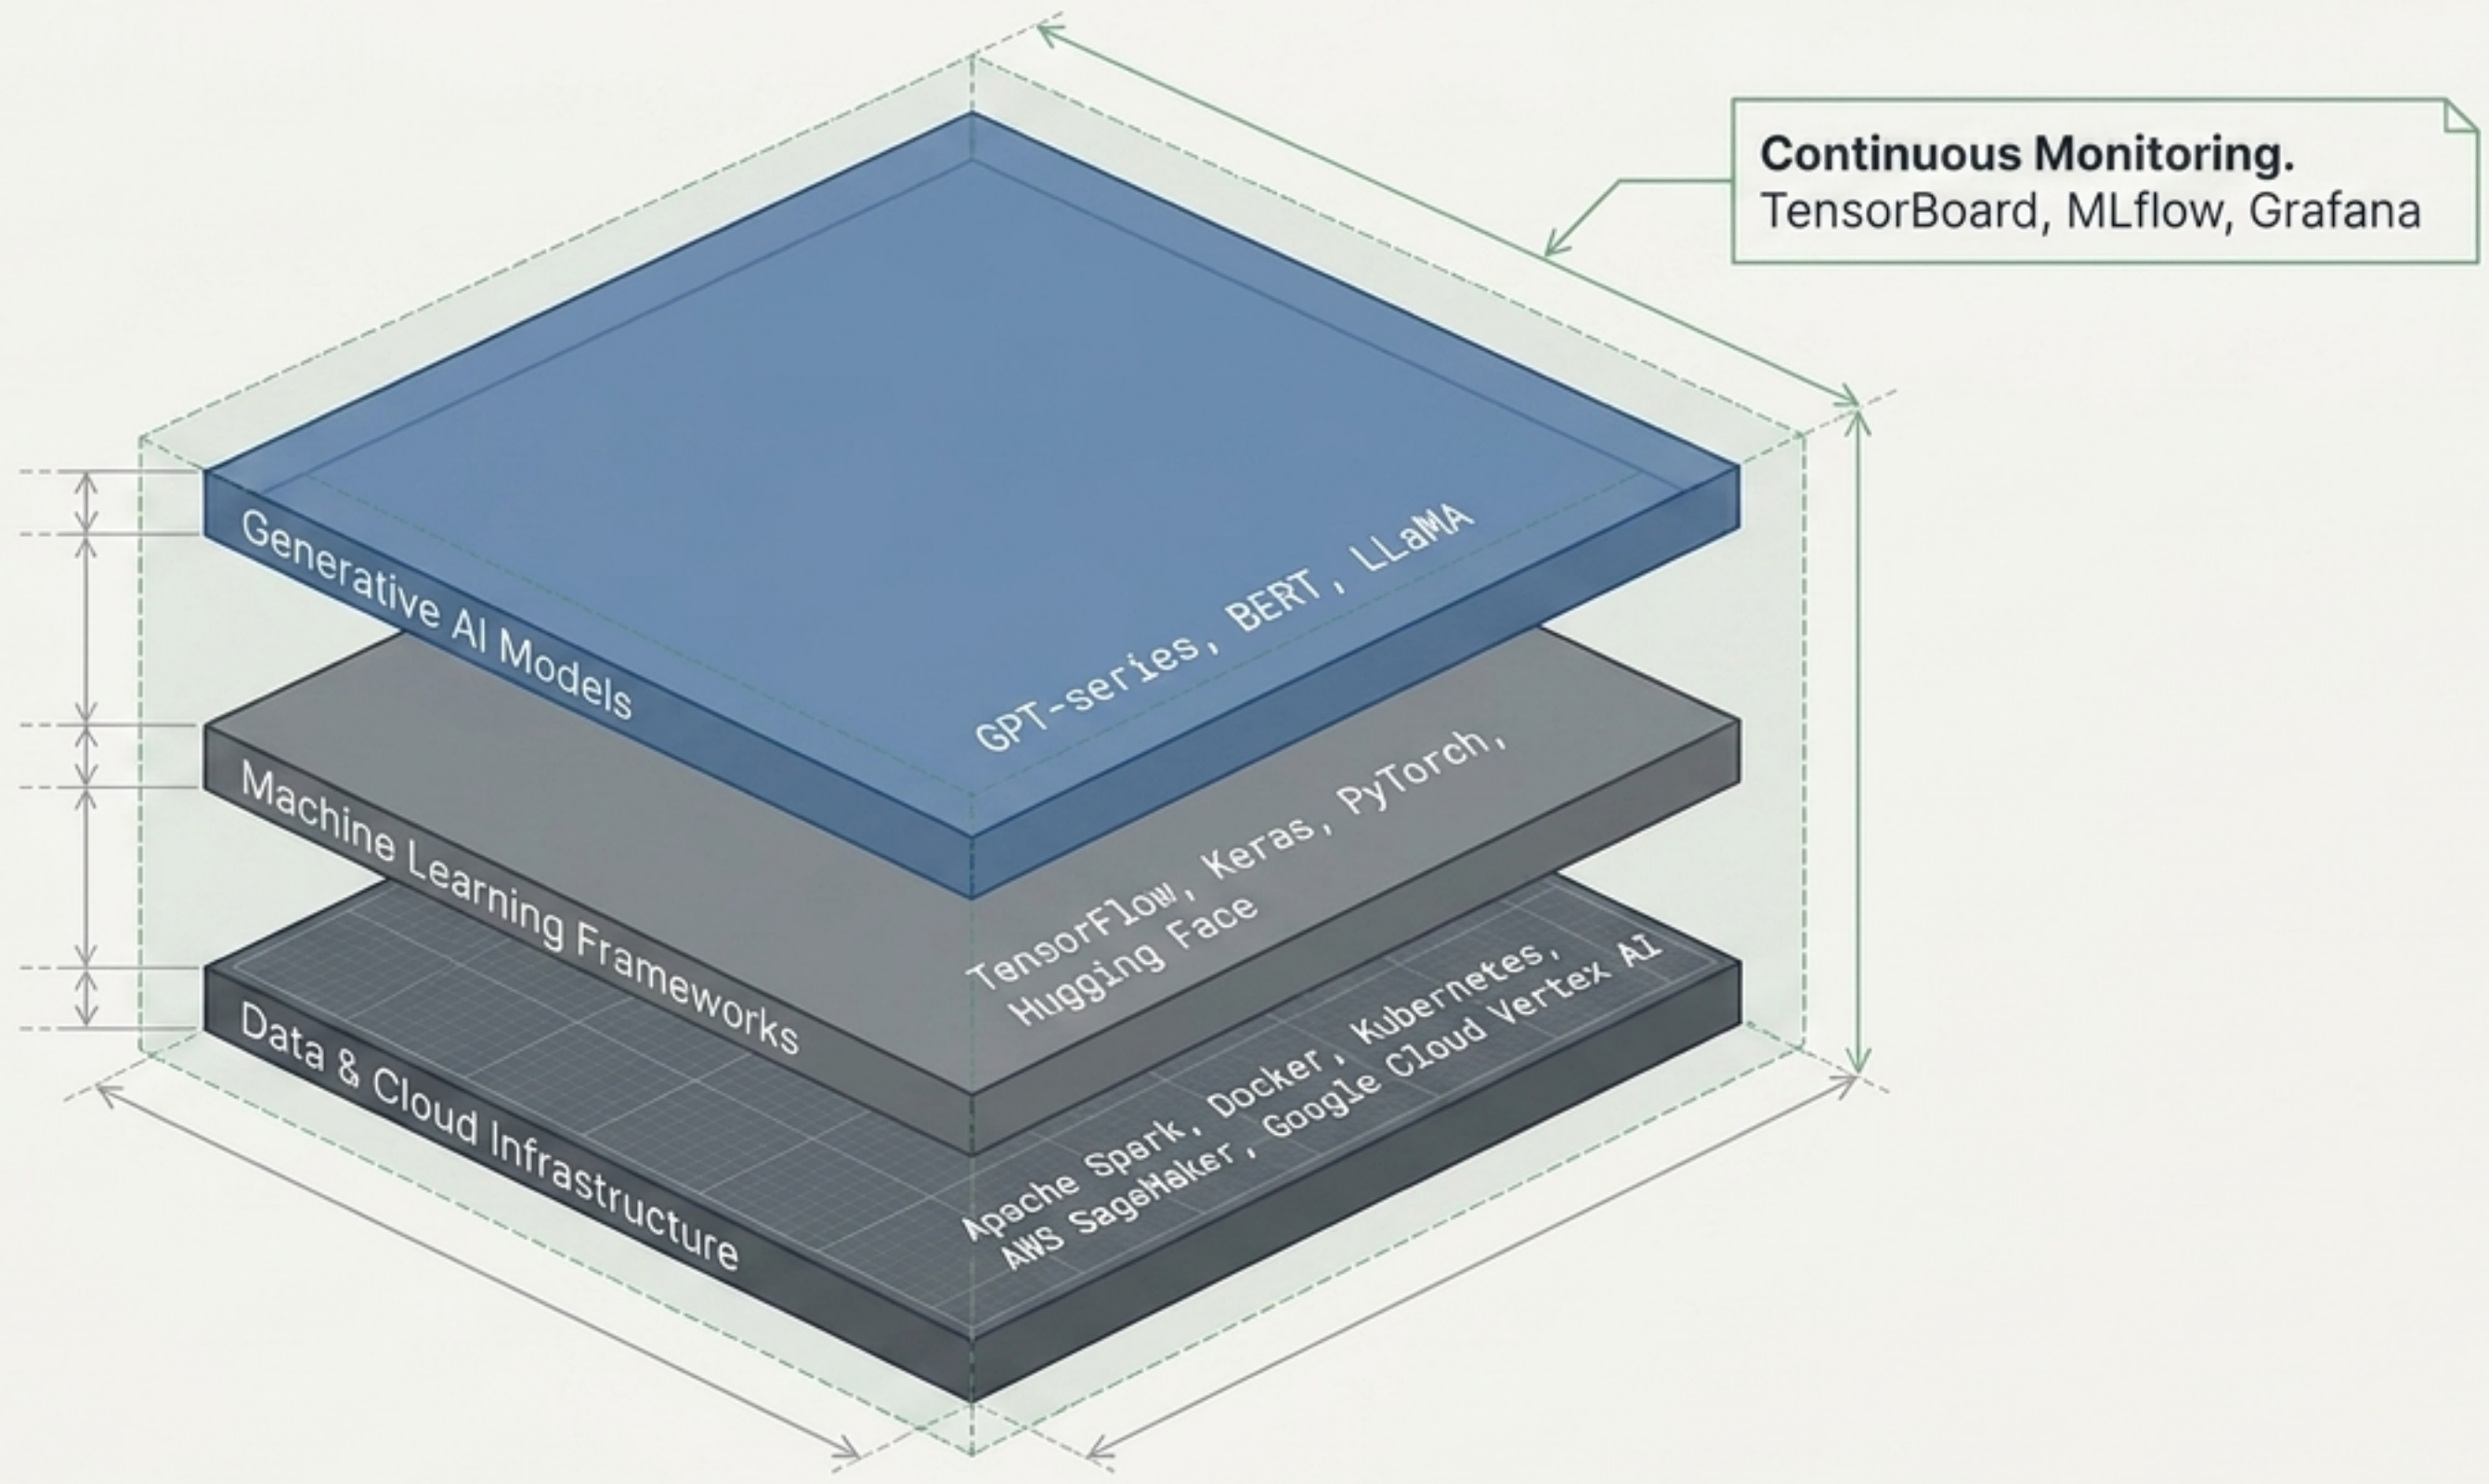 Continuous Monitoring.
TensorBoard, MLflow, Grafana
Generative AI Models
GPT-series, BERT, LLaMA
Machine Learning Frameworks
TensorFlow, Keras, PyTorch,
Hugging Face
Data & Cloud Infrastructure
Apache Spark, Docker, Kubernetes,
AWS SageMaker, Google Cloud Vertex AI